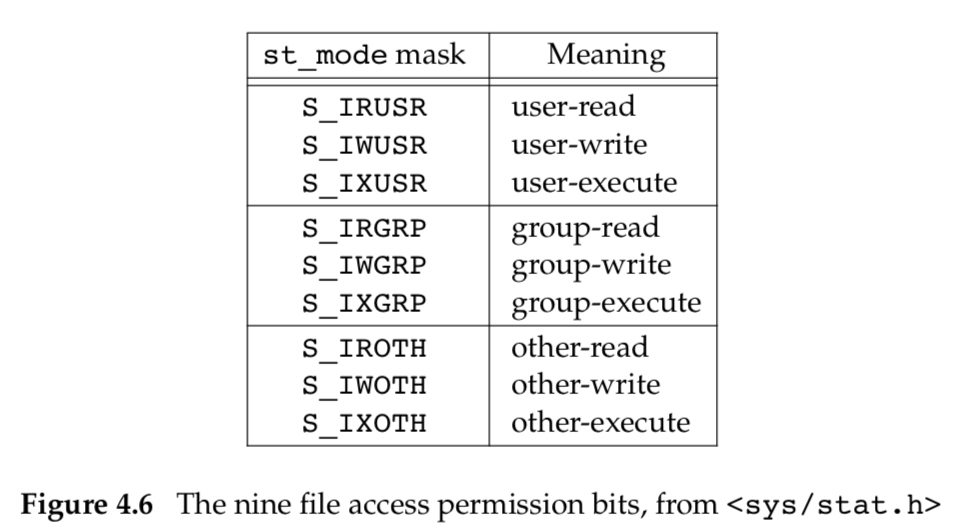 st_mode mask Meaning
S_IRUSR user-read
S_IWUSR user-write
S_IXUSR user-execute
S_IRGRP group-read
S_IWGRP group-write
S_IXGRP group-execute
S_IROTH other-read
S_IWOTH other-write
S_IXOTH other-execute
Figure 4.6 The nine file access permission bits, from <sys/stat.h>